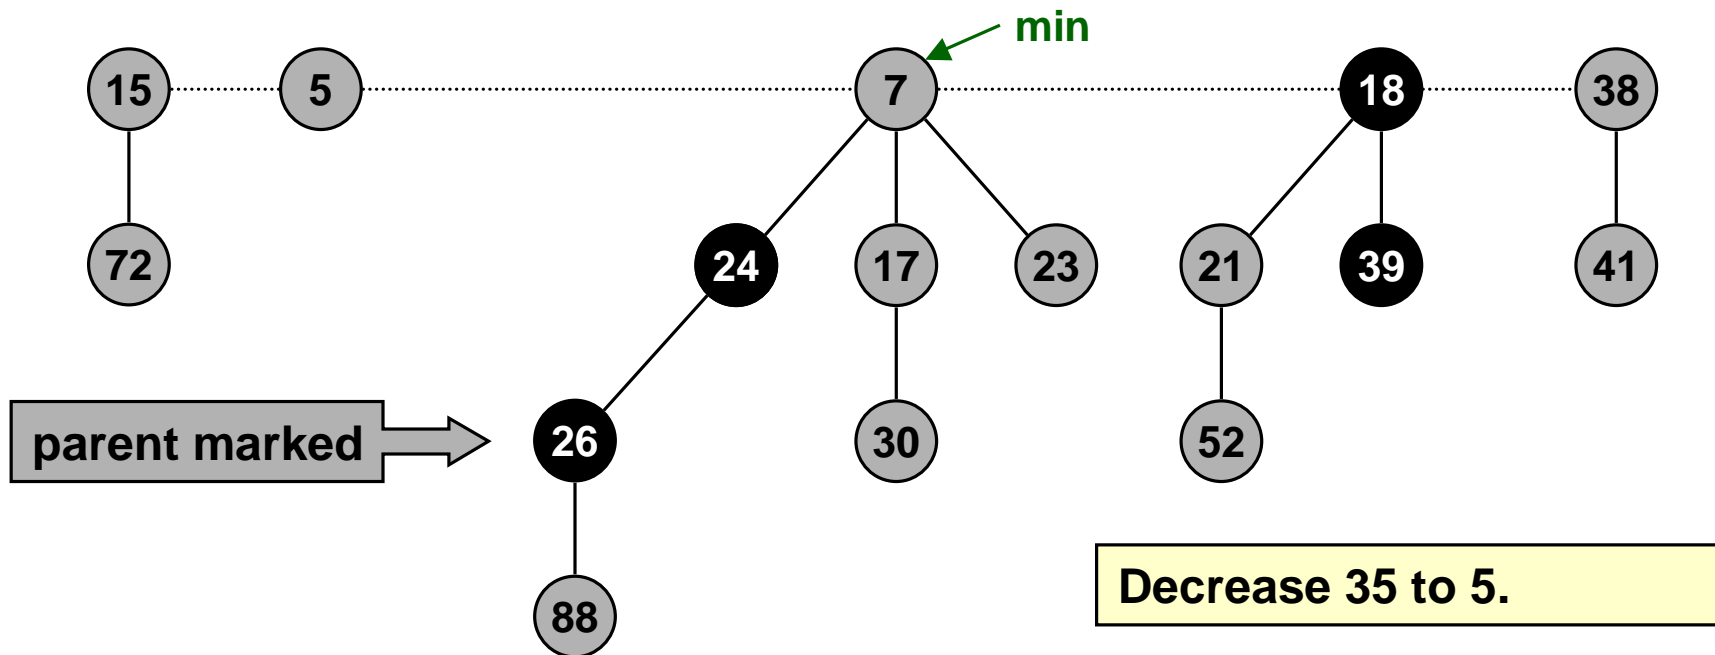 min
15 5 7 18 38
72 24 17 23 21 39 41
parent marked 26 30 52
88
Decrease 35 to 5.